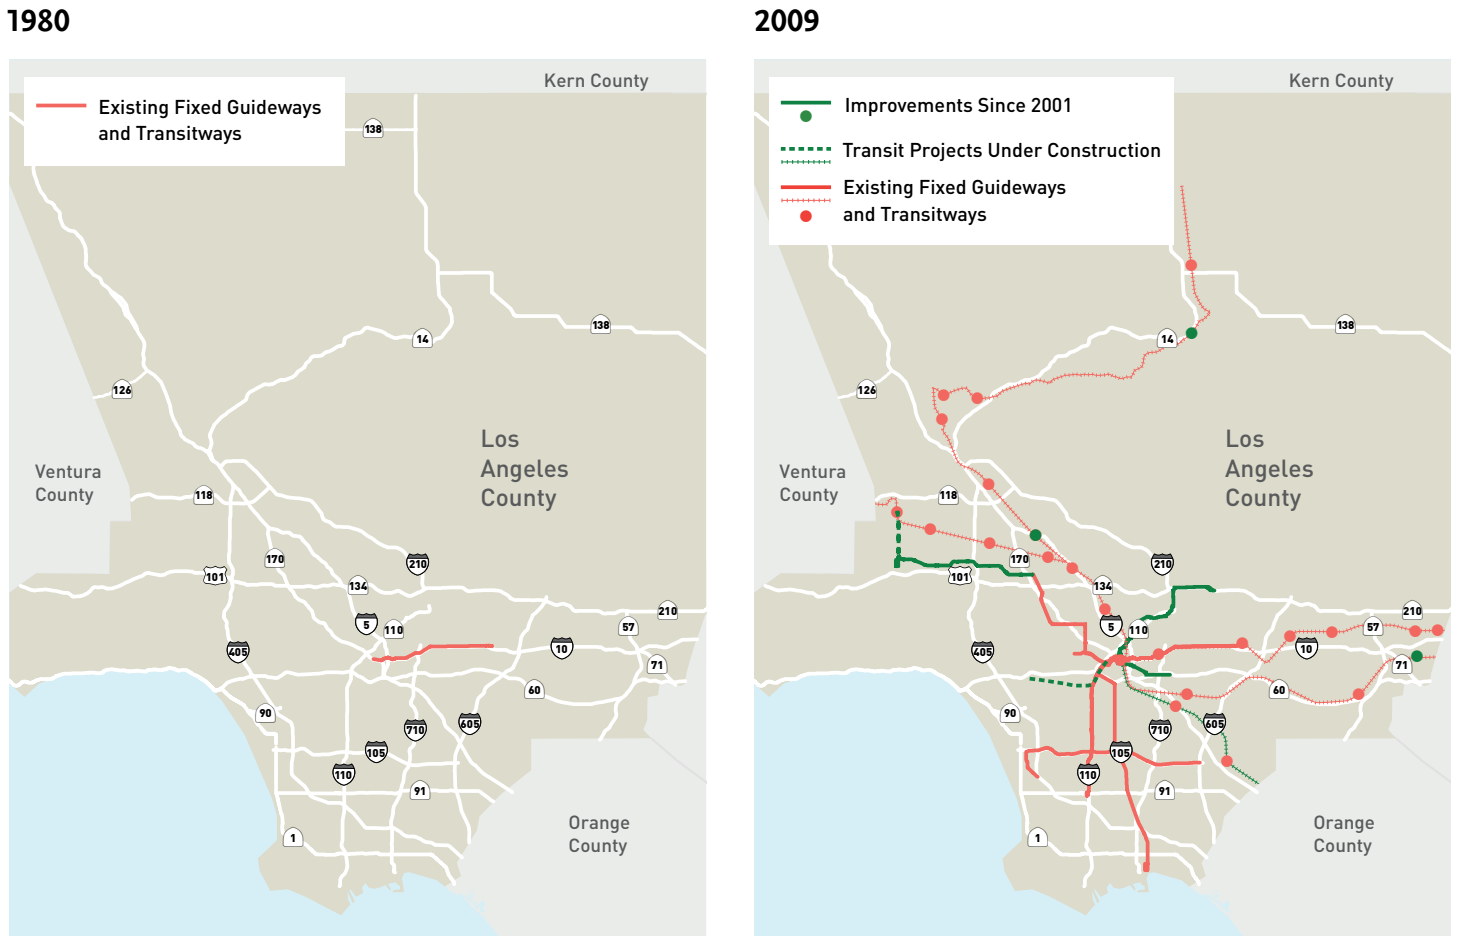 1980
Kern County
Existing Fixed Guideways
and Transitways
138
14
138
126
Los
Angeles
County
Ventura
County
118
170
210
101
134
210
5
110
57
405
10
71
60
90
605
710
105
110
91
Orange
County
1
2009
Kern County
Improvements Since 2001
Transit Projects Under Construction
Existing Fixed Guideways
and Transitways
14
138
126
Los
Angeles
County
Ventura
County
118
170
210
101
134
210
5
110
57
405
10
71
60
90
605
710
105
110
91
Orange
County
1